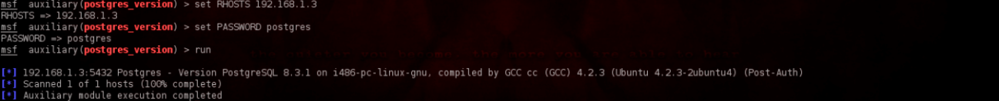 msf auxiliary(postgres_version) > set RHOSTS 192.168.1.3
RHOSTS => 192.168.1.3
msf auxiliary(postgres_version) > set PASSWORD postgres
PASSWORD => postgres
msf auxiliary(postgres_version) > run
[*] 192.168.1.3:5432 Postgres - Version PostgreSQL 8.3.1 on i486-pc-linux-gnu, compiled by GCC cc (GCC) 4.2.3 (Ubuntu 4.2.3-2ubuntu4) (Post-Auth)
[*] Scanned 1 of 1 hosts (100% complete)
[*] Auxiliary module execution completed